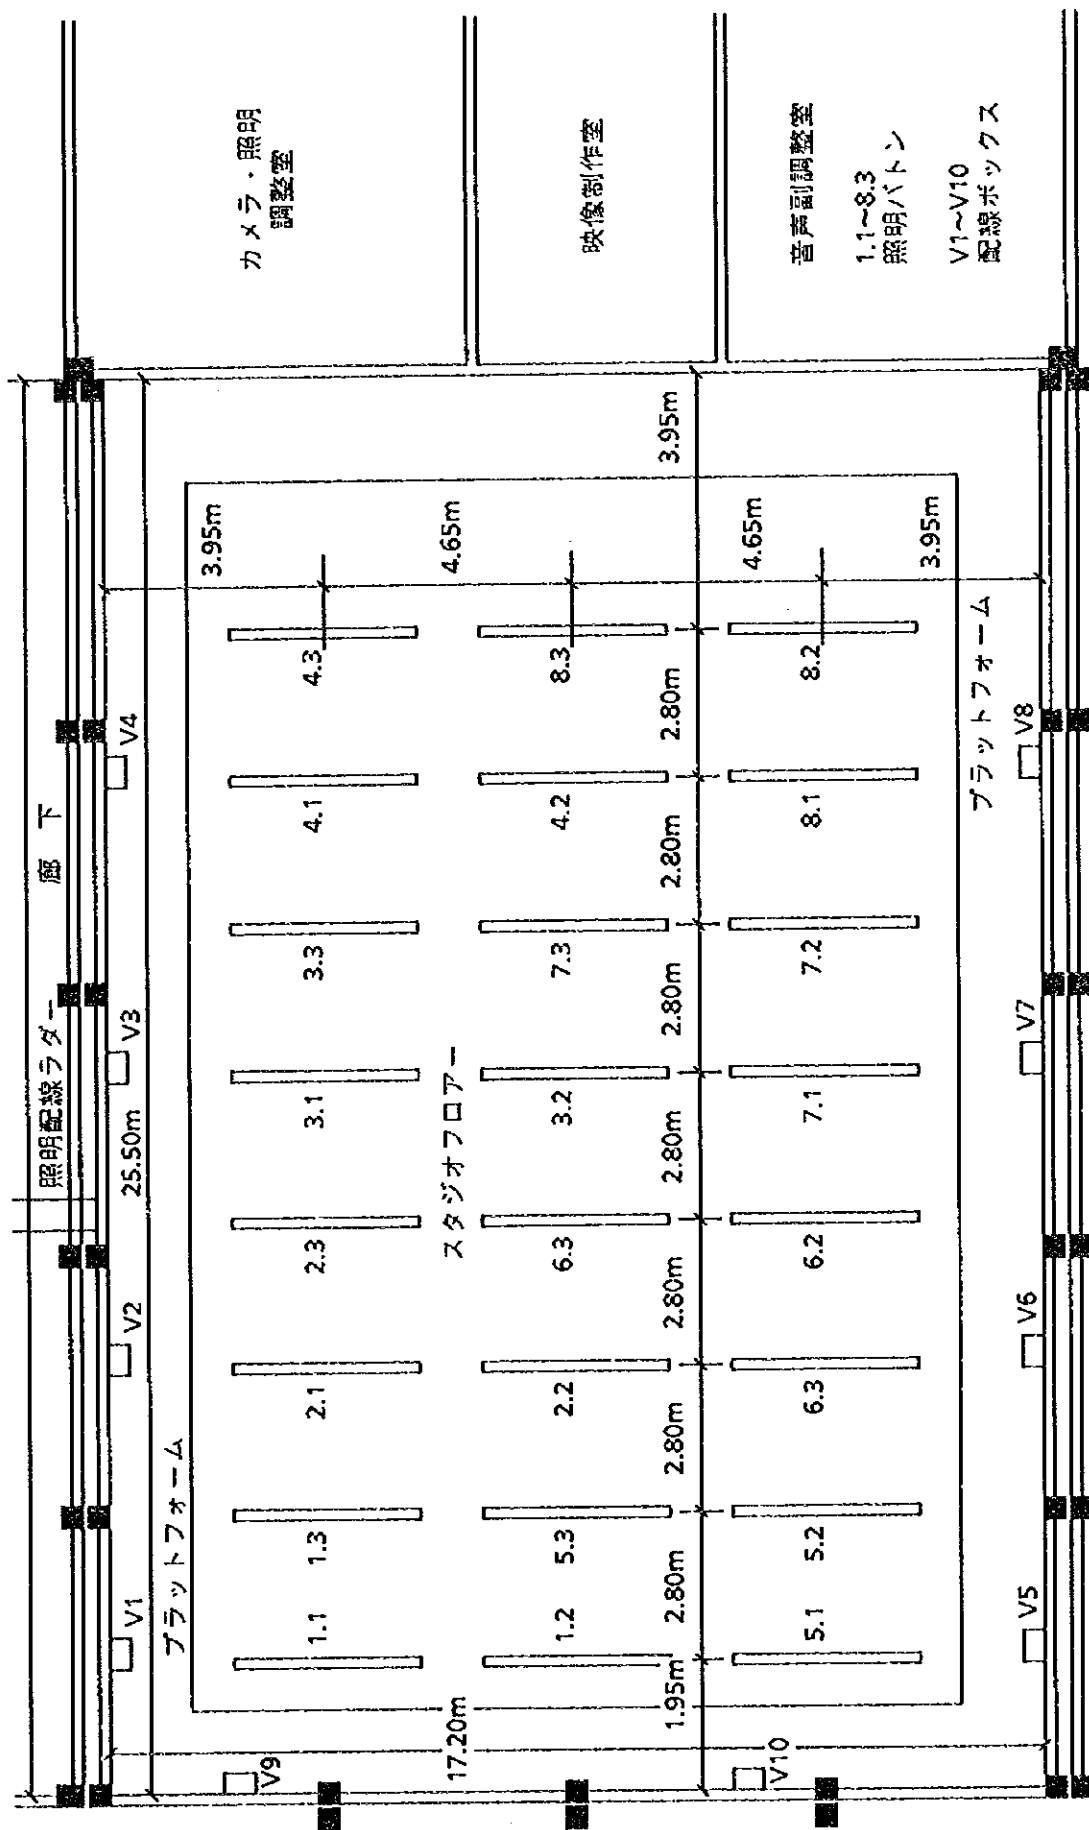 廊下
照明配線ラダー
25.50m
V1
V2
V3
V4
プラットフォーム
3.95m
1.1
1.3
2.1
2.3
3.1
3.3
4.1
4.3
スタジオフロアー
4.65m
1.2
5.3
2.2
6.3
3.2
7.3
4.2
8.3
1.95m
2.80m
2.80m
2.80m
2.80m
2.80m
2.80m
2.80m
3.95m
4.65m
5.1
5.2
6.3
6.2
7.1
7.2
8.1
8.2
3.95m
プラットフォーム
V5
V6
V7
V8
V9
17.20m
V10
カメラ・照明
調整室
映像制作室
音声副調整室
1.1~8.3
照明バトン
V1~V10
配線ボックス